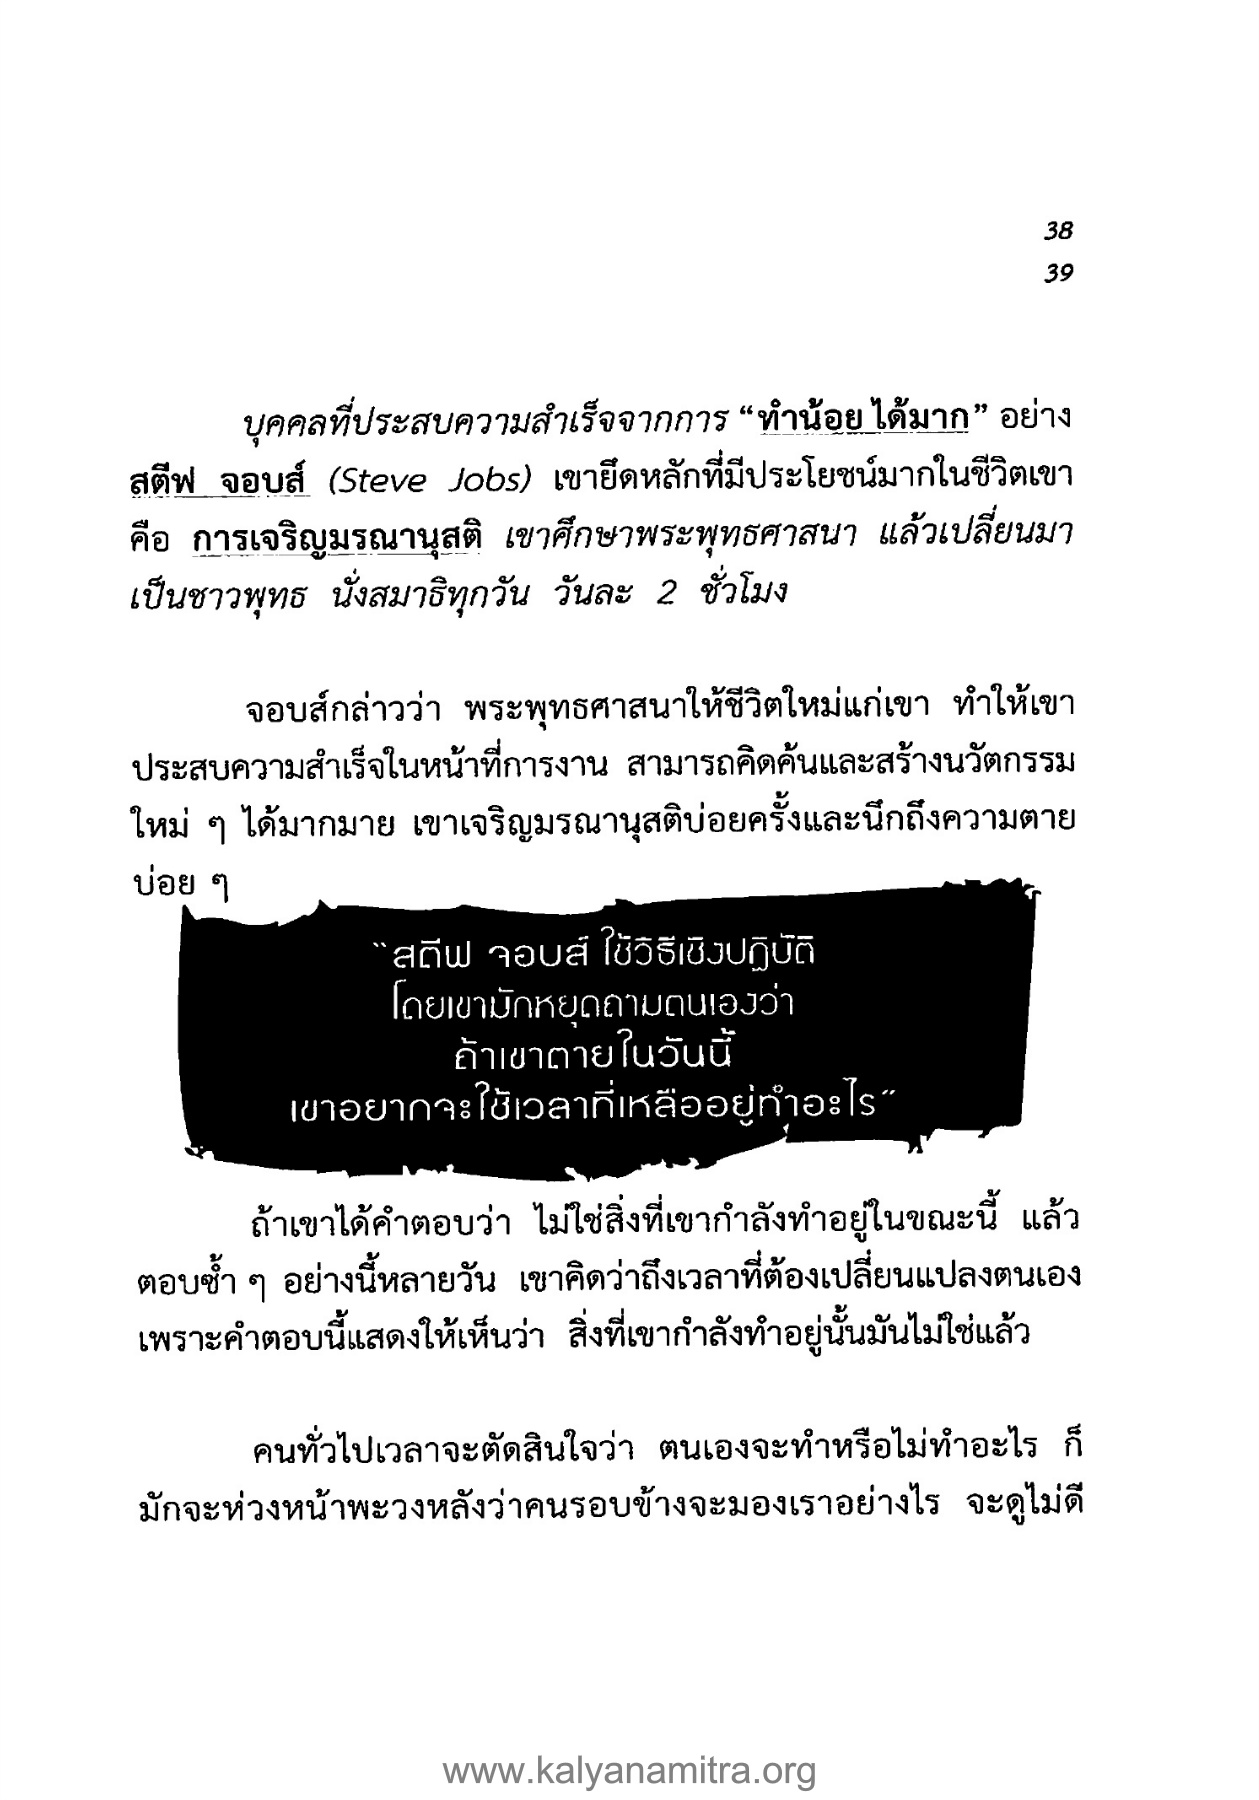 38
39
บุคคลที่ประสบความสำเร็จจากการ “ทำน้อย ได้มาก” อย่าง
สตีฟ จอบส์ (Steve Jobs) เขายึดหลักที่มีประโยชน์มากในชีวิตเขา
คือ การเจริญมรณานุสติ เขาศึกษาพระพุทธศาสนา แล้วเปลี่ยนมา
เป็นชาวพุทธ นั่งสมาธิทุกวัน วันละ 2 ชั่วโมง
จอบส์กล่าวว่า พระพุทธศาสนาให้ชีวิตใหม่แก่เขา ทำให้เขา
ประสบความสำเร็จในหน้าที่การงาน สามารถคิดค้นและสร้างนวัตกรรม
ใหม่ ๆ ได้มากมาย เขาเจริญมรณานุสติบ่อยครั้งและนึกถึงความตาย
บ่อย ๆ
“สตีฟ จอบส์ ใช้วิธีเชิงปฏิบัติ
โดยเขามักหยุดถามตนเองว่า
ถ้าเขาตายในวันนี้
เขาอยากจะใช้เวลาที่เหลืออยู่ทำอะไร”
ถ้าเขาได้คำตอบว่า ไม่ใช่สิ่งที่เขากำลังทำอยู่ในขณะนี้ แล้ว
ตอบซ้ำ ๆ อย่างนี้หลายวัน เขาคิดว่าถึงเวลาที่ต้องเปลี่ยนแปลงตนเอง
เพราะคำตอบนี้แสดงให้เห็นว่า สิ่งที่เขากำลังทำอยู่นั้นมันไม่ใช่แล้ว
คนทั่วไปเวลาจะตัดสินใจว่า ตนเองจะทำหรือไม่ทำอะไร ก็
มักจะห่วงหน้าพะวงหลังว่าคนรอบข้างจะมองเราอย่างไร จะดูไม่ดี
www.kalyanamitra.org